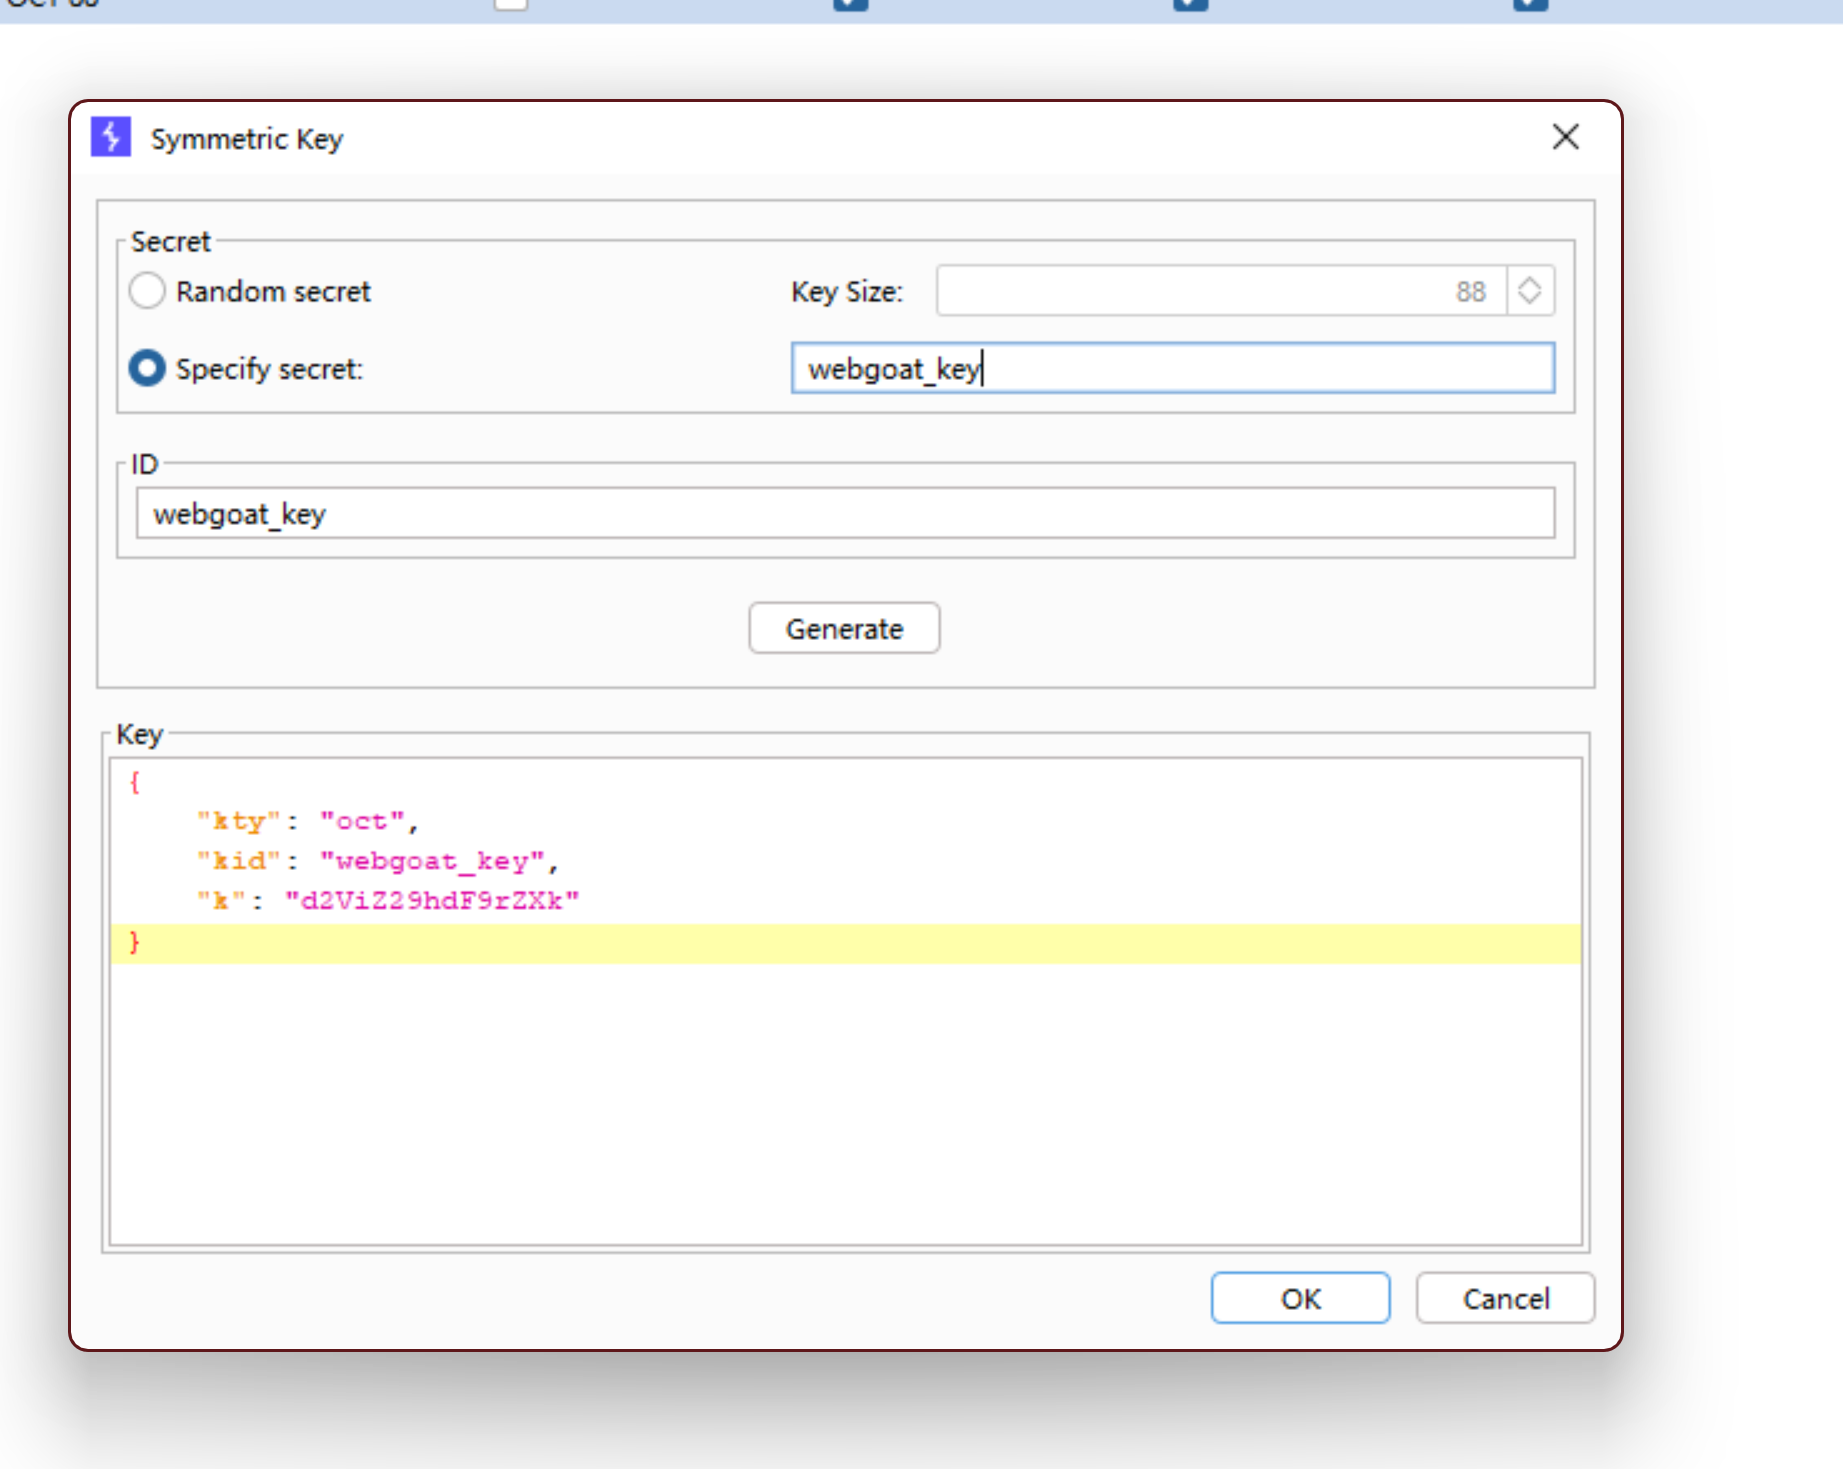 Symmetric Key
Secret
Random secret
Key Size: 88
Specify secret: webgoat_key
ID
webgoat_key
Generate
Key
{
"kty": "oct",
"kid": "webgoat_key",
"k": "d2ViZ29hdF9rZXk"
}
OK Cancel